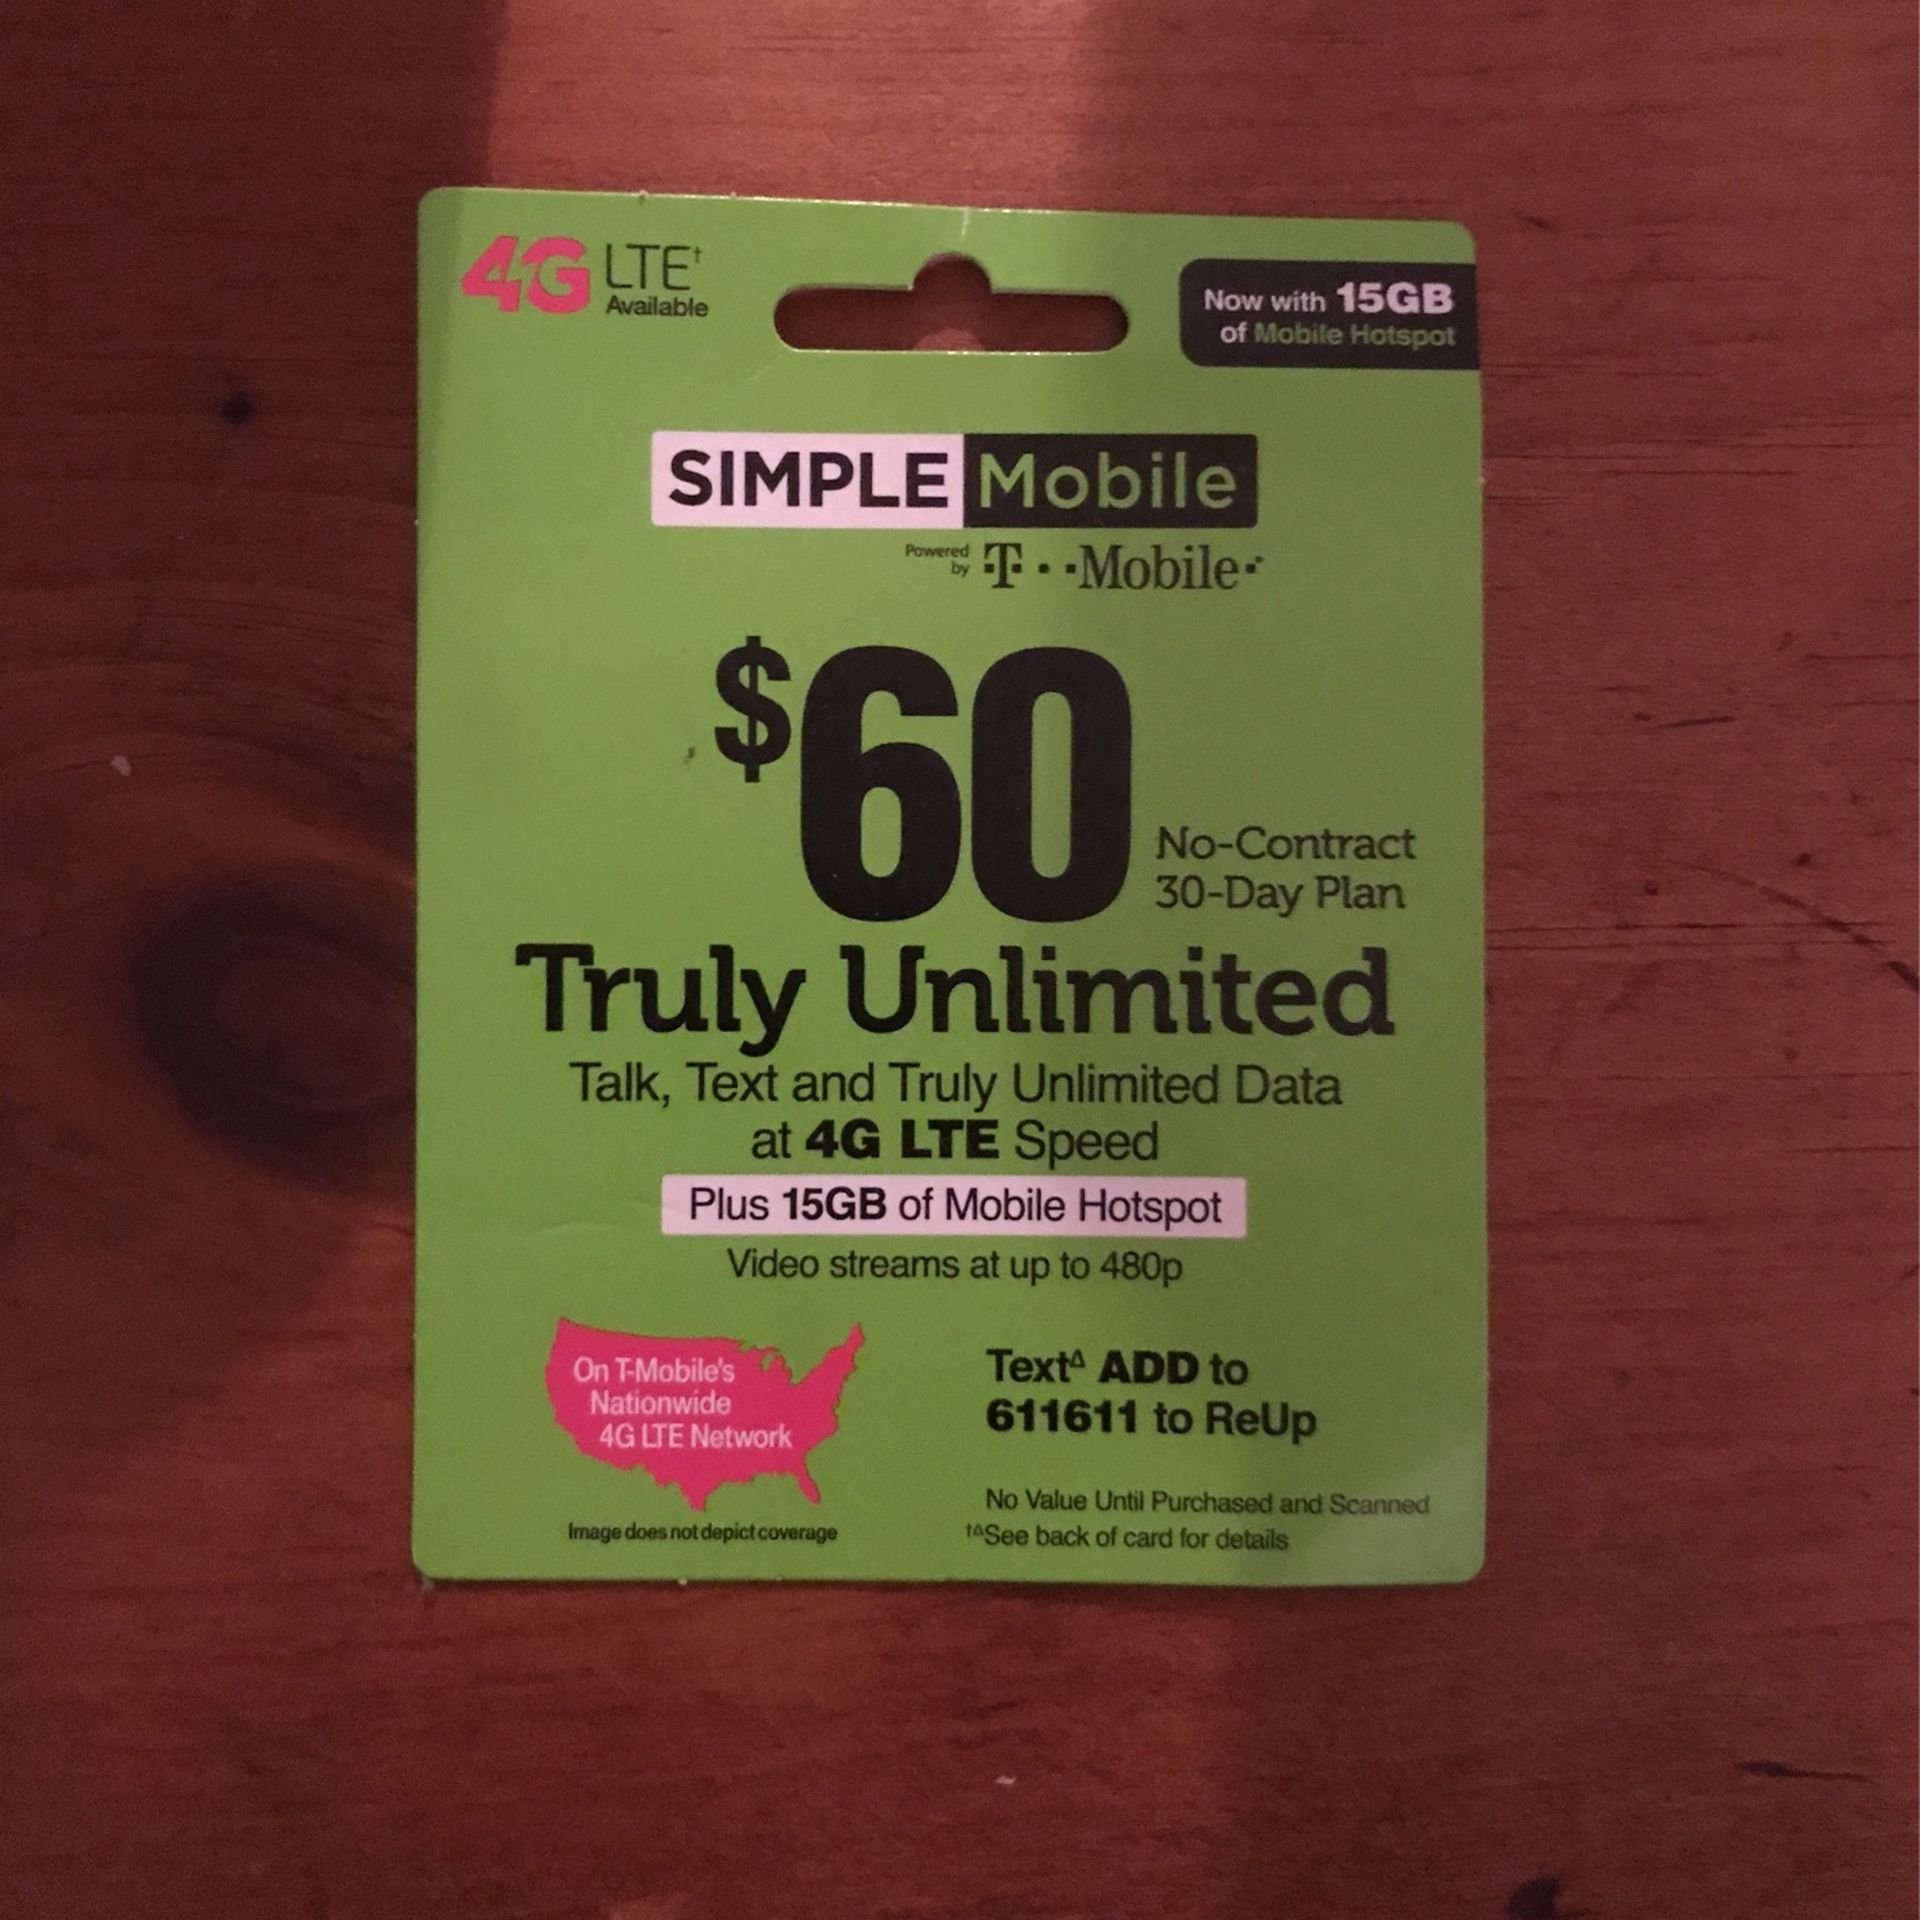 4G LTE†
Available
Now with 15GB
of Mobile Hotspot
SIMPLE Mobile
Powered
by T··Mobile·
$60
No-Contract
30-Day Plan
Truly Unlimited
Talk, Text and Truly Unlimited Data
at 4G LTE Speed
Plus 15GB of Mobile Hotspot
Video streams at up to 480p
On T-Mobile's
Nationwide
4G LTE Network
Image does not depict coverage
Text∆ ADD to
611611 to ReUp
No Value Until Purchased and Scanned
†∆See back of card for details